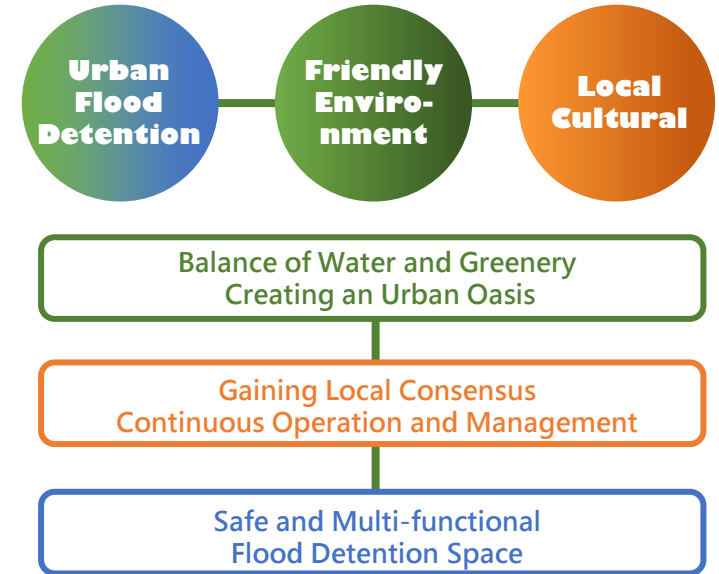 Urban
Flood
Detention
Friendly
Enviro-
nment
Local
Cultural
Balance of Water and Greenery
Creating an Urban Oasis
Gaining Local Consensus
Continuous Operation and Management
Safe and Multi-functional
Flood Detention Space